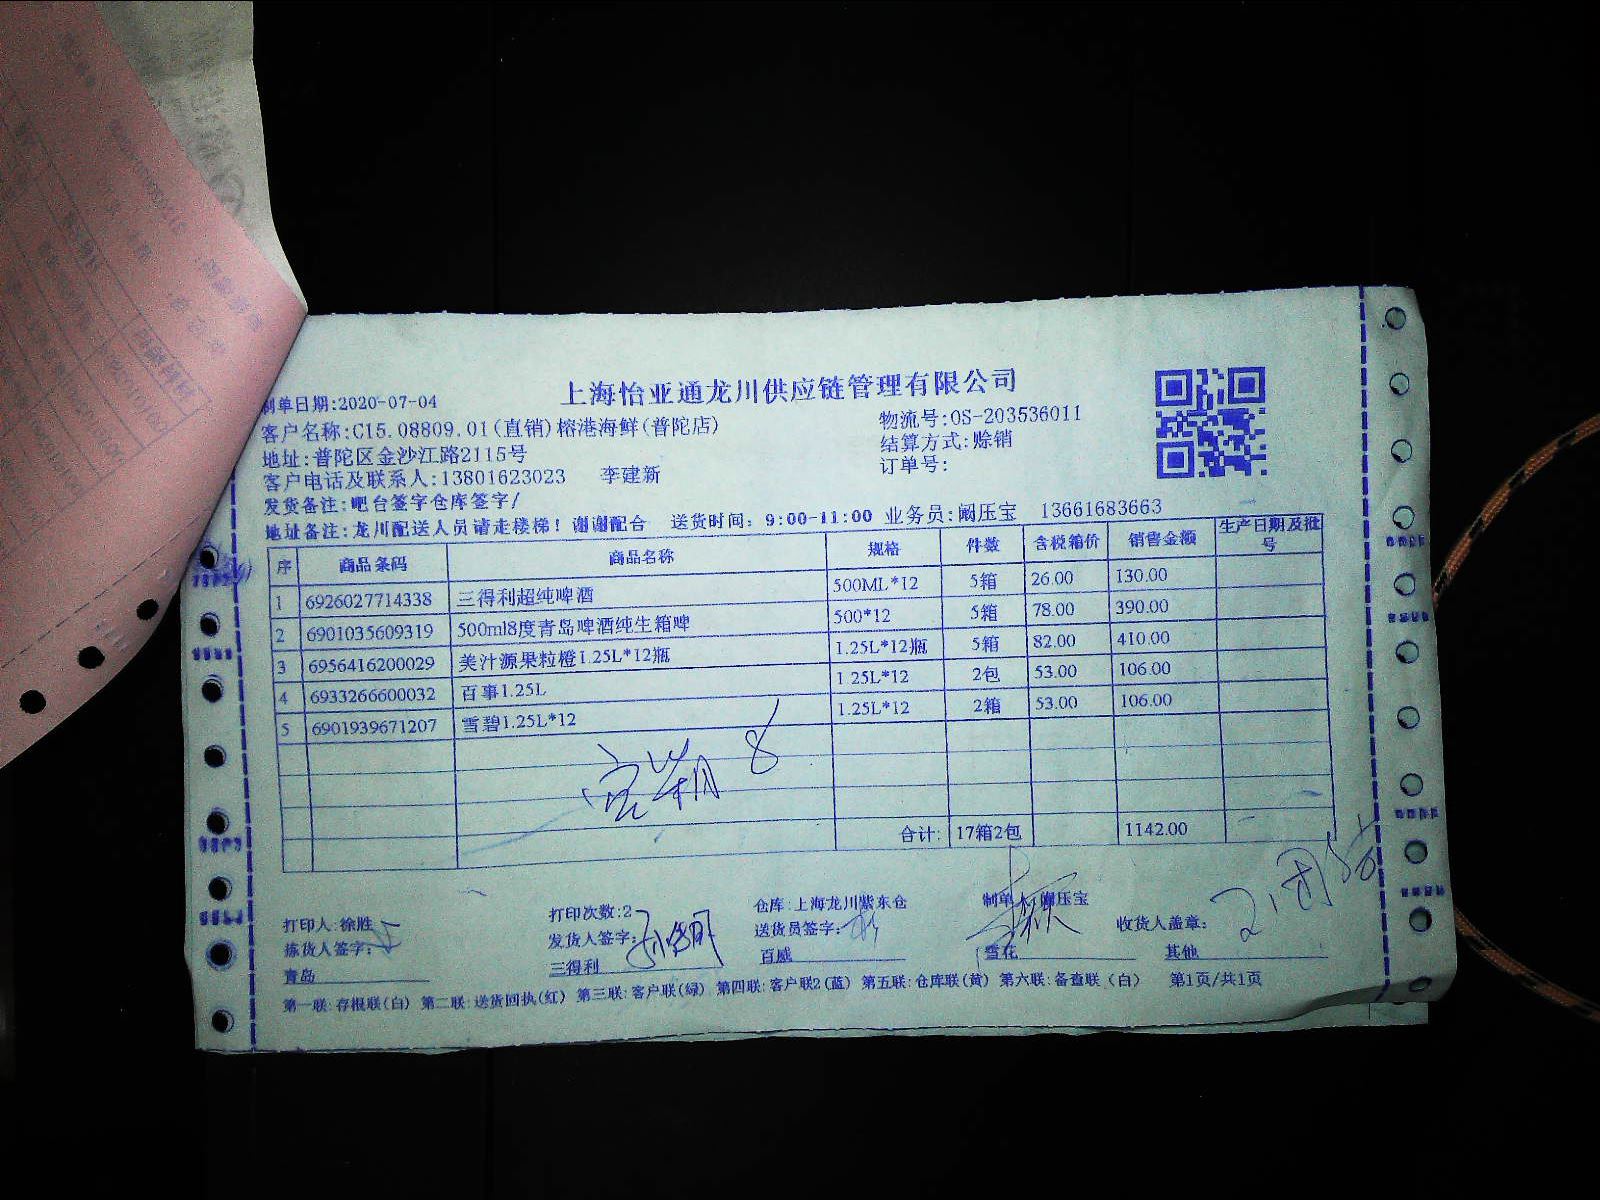 上海怡亚通龙川供应链管理有限公司
制单日期:2020-07-04
客户名称:C15.08809.01(直销)榕港海鲜(普陀店) 物流号:OS-203536011
地址:普陀区金沙江路2115号 结算方式:赊销
客户电话及联系人:13801623023 李建新 订单号:
发货备注:吧台签字仓库签字/
地址备注:龙川配送人员请走楼梯！谢谢配合 送货时间：9:00-11:00 业务员:阚压宝 13661683663
序 商品条码 商品名称 规格 件数 含税箱价 销售金额 生产日期及批号
1 6926027714338 三得利超纯啤酒 500ML*12 5箱 26.00 130.00
2 6901035609319 500ml8度青岛啤酒纯生箱啤 500*12 5箱 78.00 390.00
3 6956416200029 美汁源果粒橙1.25L*12瓶 1.25L*12瓶 5箱 82.00 410.00
4 6933266600032 百事1.25L 1.25L*12 2包 53.00 106.00
5 6901939671207 雪碧1.25L*12 1.25L*12 2箱 53.00 106.00
合计: 17箱2包 1142.00
打印人:徐胜 打印次数:2 仓库:上海龙川紫东仓 制单 阚压宝
拣货人签字: 发货人签字: 送货员签字: 收货人盖章:
青岛 三得利 百威 雪花 其他
第一联:存根联(白) 第二联:送货回执(红) 第三联:客户联(绿) 第四联:客户联2(蓝) 第五联:仓库联(黄) 第六联:备查联（白） 第1页/共1页